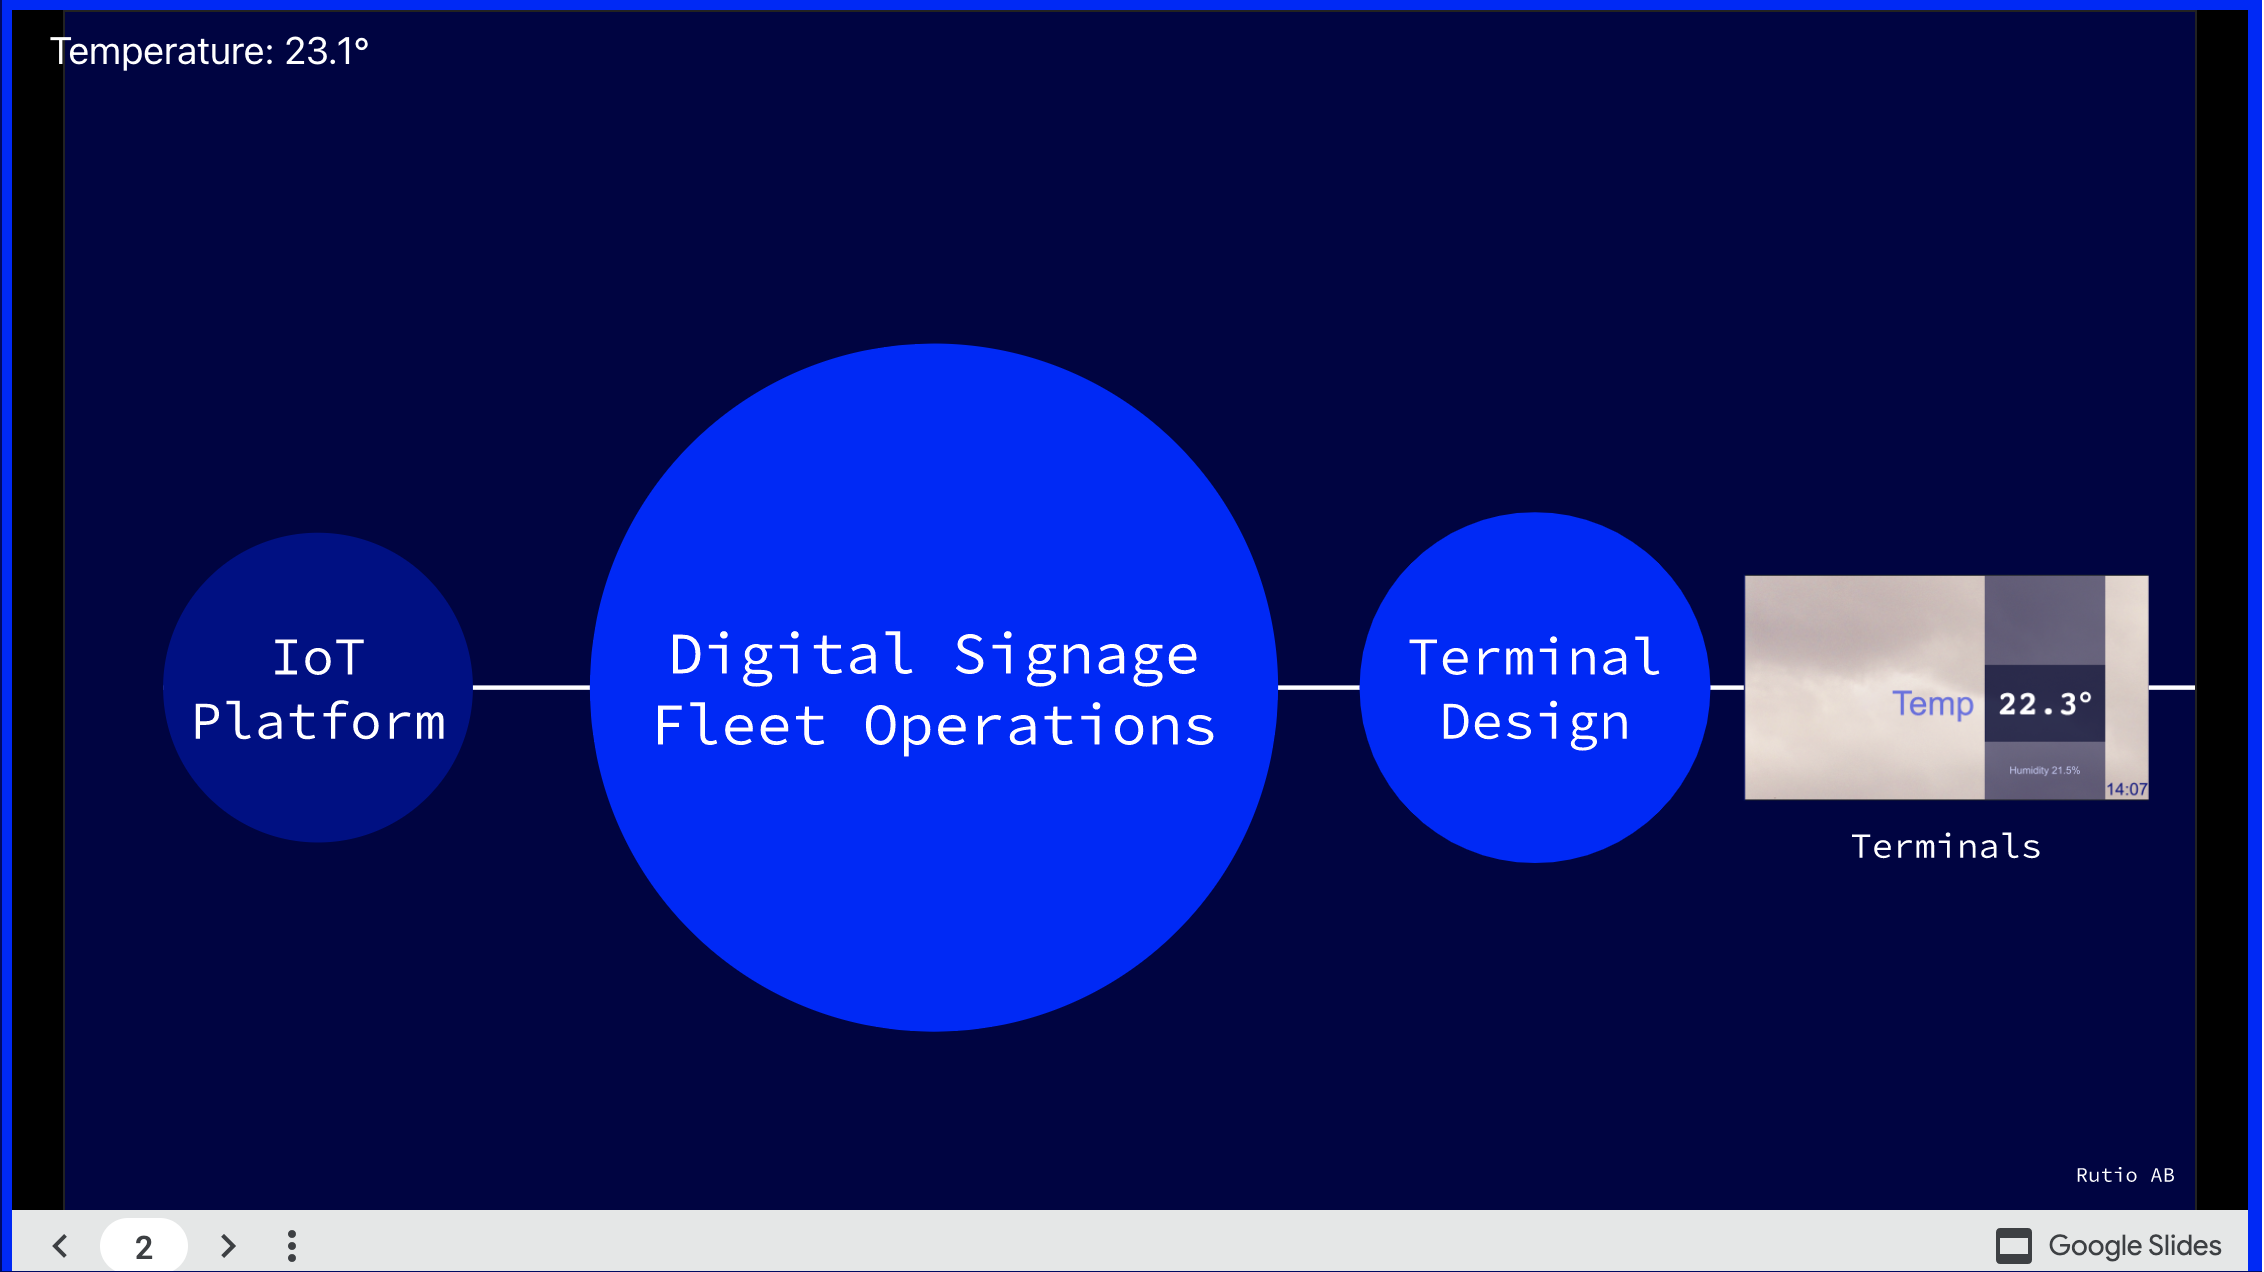 Temperature: 23.1°
IoT
Platform
Digital Signage
Fleet Operations
Terminal
Design
Temp
22.3°
Humidity 21.5%
14:07
Terminals
Rutio AB
2
Google Slides